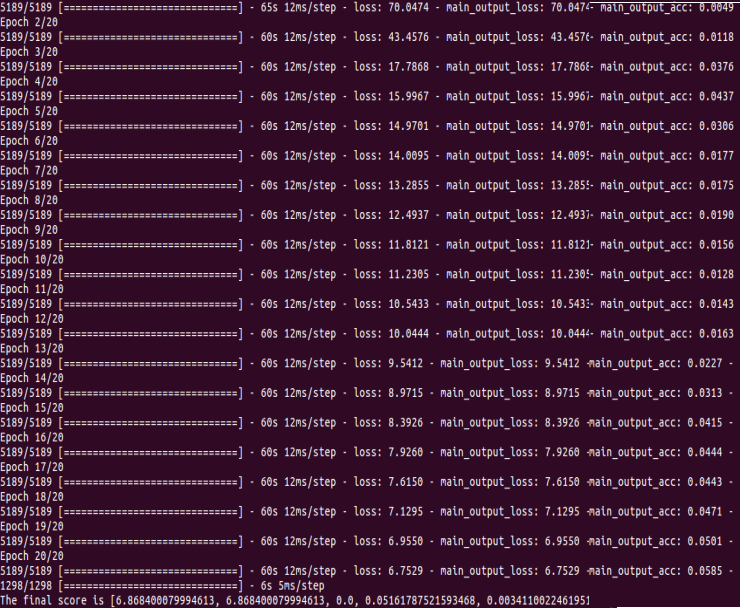 5189/5189 [==============================] - 65s 12ms/step - loss: 70.0474 - main_output_loss: 70.0474- main_output_acc: 0.0049
Epoch 2/20
5189/5189 [==============================] - 60s 12ms/step - loss: 43.4576 - main_output_loss: 43.4576- main_output_acc: 0.0118
Epoch 3/20
5189/5189 [==============================] - 60s 12ms/step - loss: 17.7868 - main_output_loss: 17.7868- main_output_acc: 0.0376
Epoch 4/20
5189/5189 [==============================] - 60s 12ms/step - loss: 15.9967 - main_output_loss: 15.9967- main_output_acc: 0.0437
Epoch 5/20
5189/5189 [==============================] - 60s 12ms/step - loss: 14.9701 - main_output_loss: 14.9701- main_output_acc: 0.0306
Epoch 6/20
5189/5189 [==============================] - 60s 12ms/step - loss: 14.0095 - main_output_loss: 14.0095- main_output_acc: 0.0177
Epoch 7/20
5189/5189 [==============================] - 60s 12ms/step - loss: 13.2855 - main_output_loss: 13.2855- main_output_acc: 0.0175
Epoch 8/20
5189/5189 [==============================] - 60s 12ms/step - loss: 12.4937 - main_output_loss: 12.4937- main_output_acc: 0.0190
Epoch 9/20
5189/5189 [==============================] - 60s 12ms/step - loss: 11.8121 - main_output_loss: 11.8121- main_output_acc: 0.0156
Epoch 10/20
5189/5189 [==============================] - 60s 12ms/step - loss: 11.2305 - main_output_loss: 11.2305- main_output_acc: 0.0128
Epoch 11/20
5189/5189 [==============================] - 60s 12ms/step - loss: 10.5433 - main_output_loss: 10.5433- main_output_acc: 0.0143
Epoch 12/20
5189/5189 [==============================] - 60s 12ms/step - loss: 10.0444 - main_output_loss: 10.0444- main_output_acc: 0.0163
Epoch 13/20
5189/5189 [==============================] - 60s 12ms/step - loss: 9.5412 - main_output_loss: 9.5412 -main_output_acc: 0.0227 -
Epoch 14/20
5189/5189 [==============================] - 60s 12ms/step - loss: 8.9715 - main_output_loss: 8.9715 -main_output_acc: 0.0313 -
Epoch 15/20
5189/5189 [==============================] - 60s 12ms/step - loss: 8.3926 - main_output_loss: 8.3926 -main_output_acc: 0.0415 -
Epoch 16/20
5189/5189 [==============================] - 60s 12ms/step - loss: 7.9260 - main_output_loss: 7.9260 -main_output_acc: 0.0444 -
Epoch 17/20
5189/5189 [==============================] - 60s 12ms/step - loss: 7.6150 - main_output_loss: 7.6150 -main_output_acc: 0.0443 -
Epoch 18/20
5189/5189 [==============================] - 60s 12ms/step - loss: 7.1295 - main_output_loss: 7.1295 -main_output_acc: 0.0471 -
Epoch 19/20
5189/5189 [==============================] - 60s 12ms/step - loss: 6.9550 - main_output_loss: 6.9550 -main_output_acc: 0.0501 -
Epoch 20/20
5189/5189 [==============================] - 60s 12ms/step - loss: 6.7529 - main_output_loss: 6.7529 -main_output_acc: 0.0585 -
1298/1298 [==============================] - 6s 5ms/step
The final score is [6.868400079994613, 6.868400079994613, 0.0, 0.05161787521593468, 0.0034110022461951